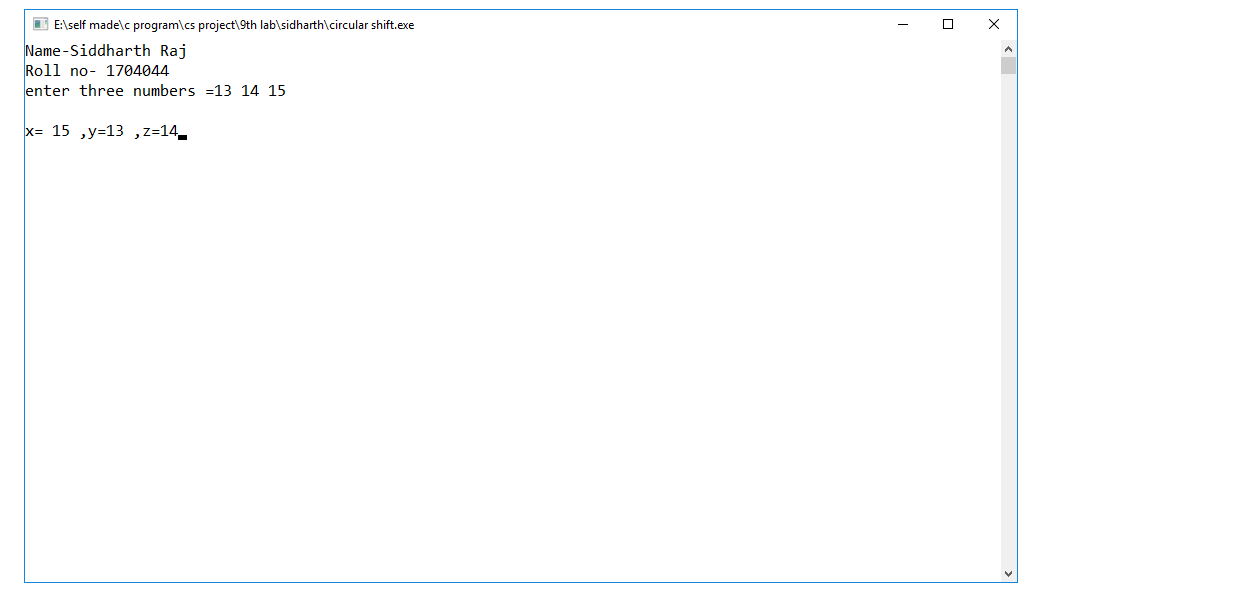 E:\self made\c program\cs project\9th lab\sidharth\circular shift.exe
Name-Siddharth Raj
Roll no- 1704044
enter three numbers =13 14 15
x= 15 ,y=13 ,z=14